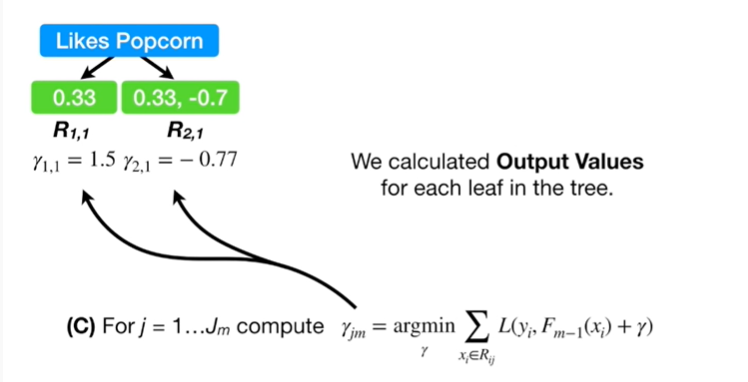 Likes Popcorn
0.33 0.33, -0.7
R1,1 R2,1
γ1,1 = 1.5 γ2,1 = − 0.77
We calculated Output Values
for each leaf in the tree.
(C) For j = 1…Jm compute γjm = argmin ∑ L(yi, Fm−1(xi) + γ)
γ xi∈Rij